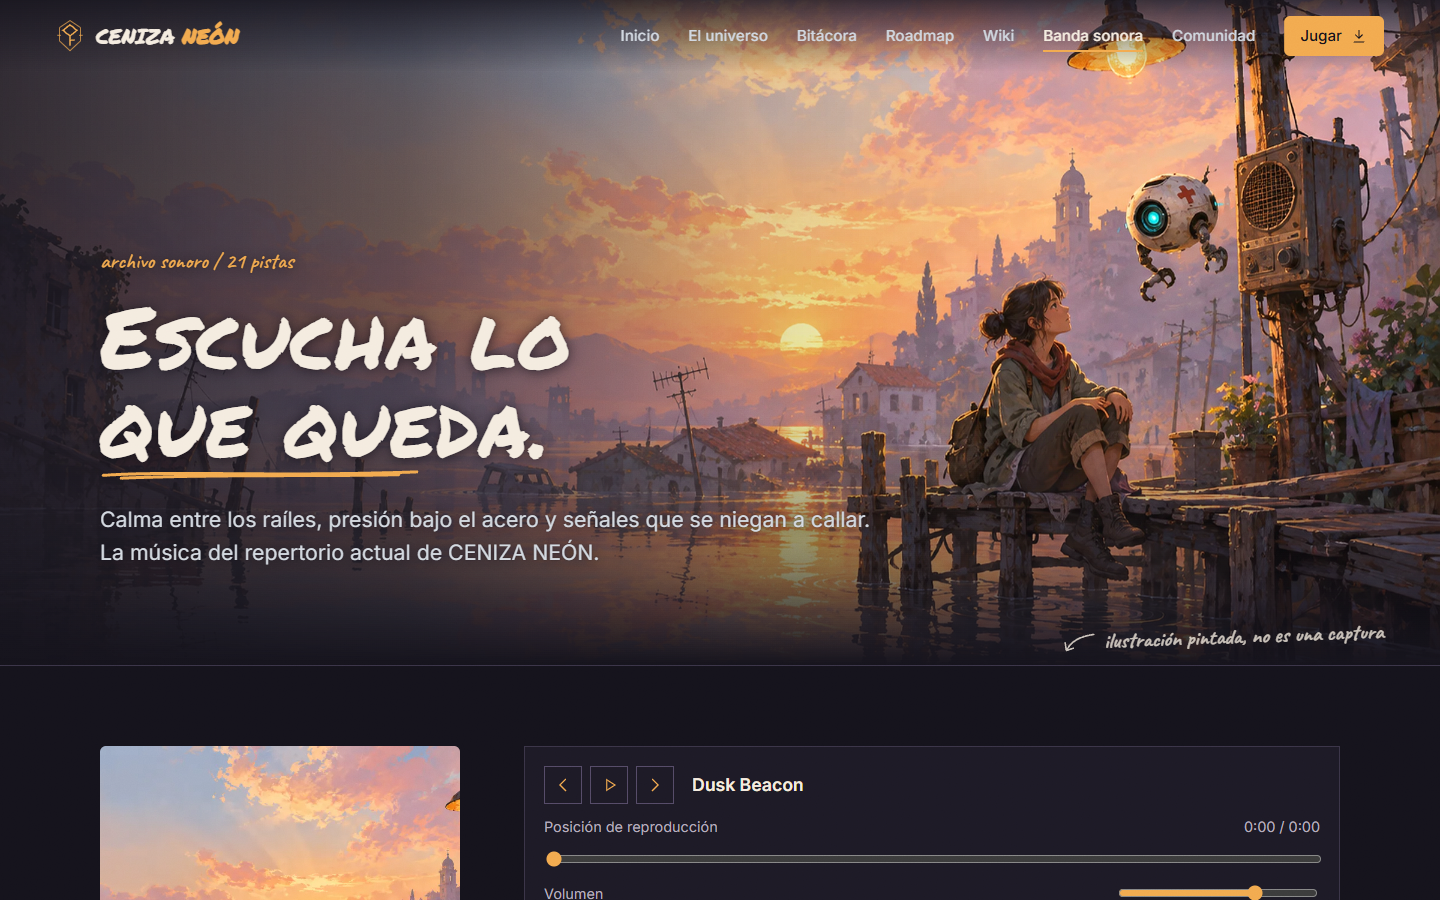 CENIZA NEÓN
Inicio
El universo
Bitácora
Roadmap
Wiki
Banda sonora
Comunidad
Jugar
archivo sonoro / 21 pistas
ESCUCHA LO
QUE QUEDA.
Calma entre los raíles, presión bajo el acero y señales que se niegan a callar.
La música del repertorio actual de CENIZA NEÓN.
ilustración pintada, no es una captura
Dusk Beacon
Posición de reproducción
0:00 / 0:00
Volumen